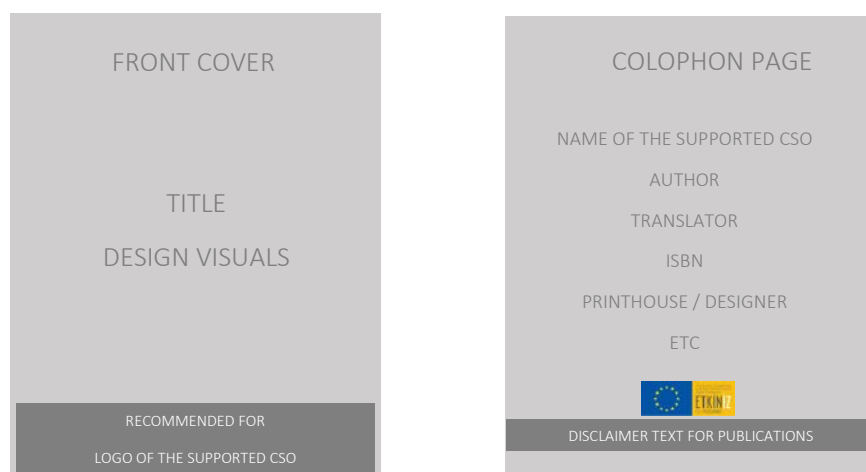 FRONT COVER
TITLE
DESIGN VISUALS
RECOMMENDED FOR
LOGO OF THE SUPPORTED CSO
COLOPHON PAGE
NAME OF THE SUPPORTED CSO
AUTHOR
TRANSLATOR
ISBN
PRINTHOUSE / DESIGNER
ETC
ETKİNİZ
DISCLAIMER TEXT FOR PUBLICATIONS